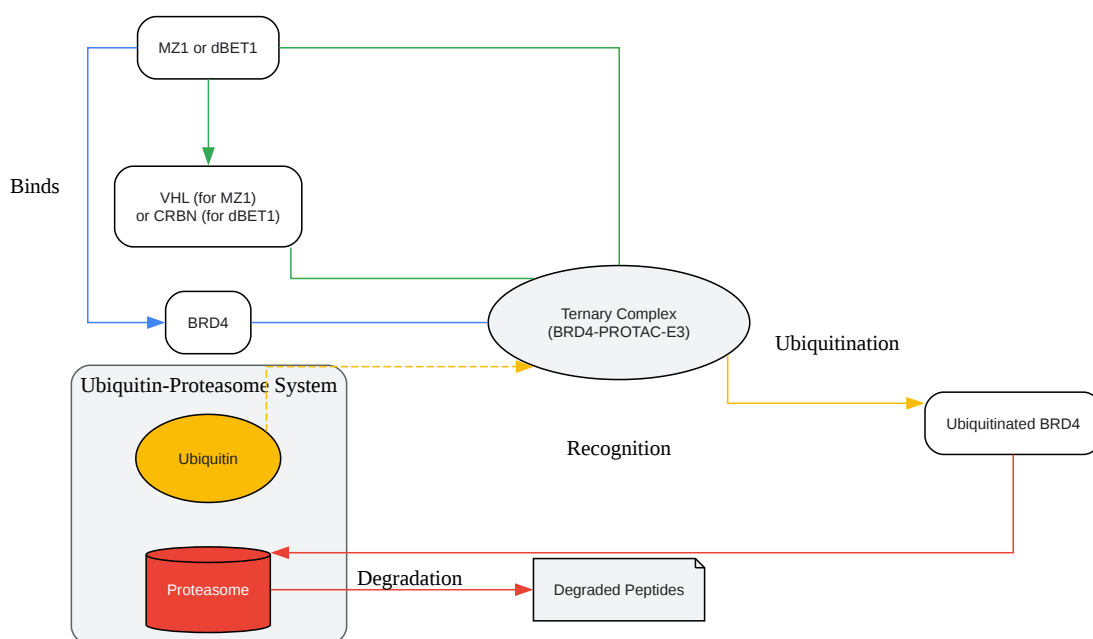 MZ1 or dBET1
Binds
VHL (for MZ1)
or CRBN (for dBET1)
BRD4
Ternary Complex
(BRD4-PROTAC-E3)
Ubiquitination
Ubiquitin-Proteasome System
Ubiquitinated BRD4
Ubiquitin
Recognition
Proteasome
Degradation
Degraded Peptides